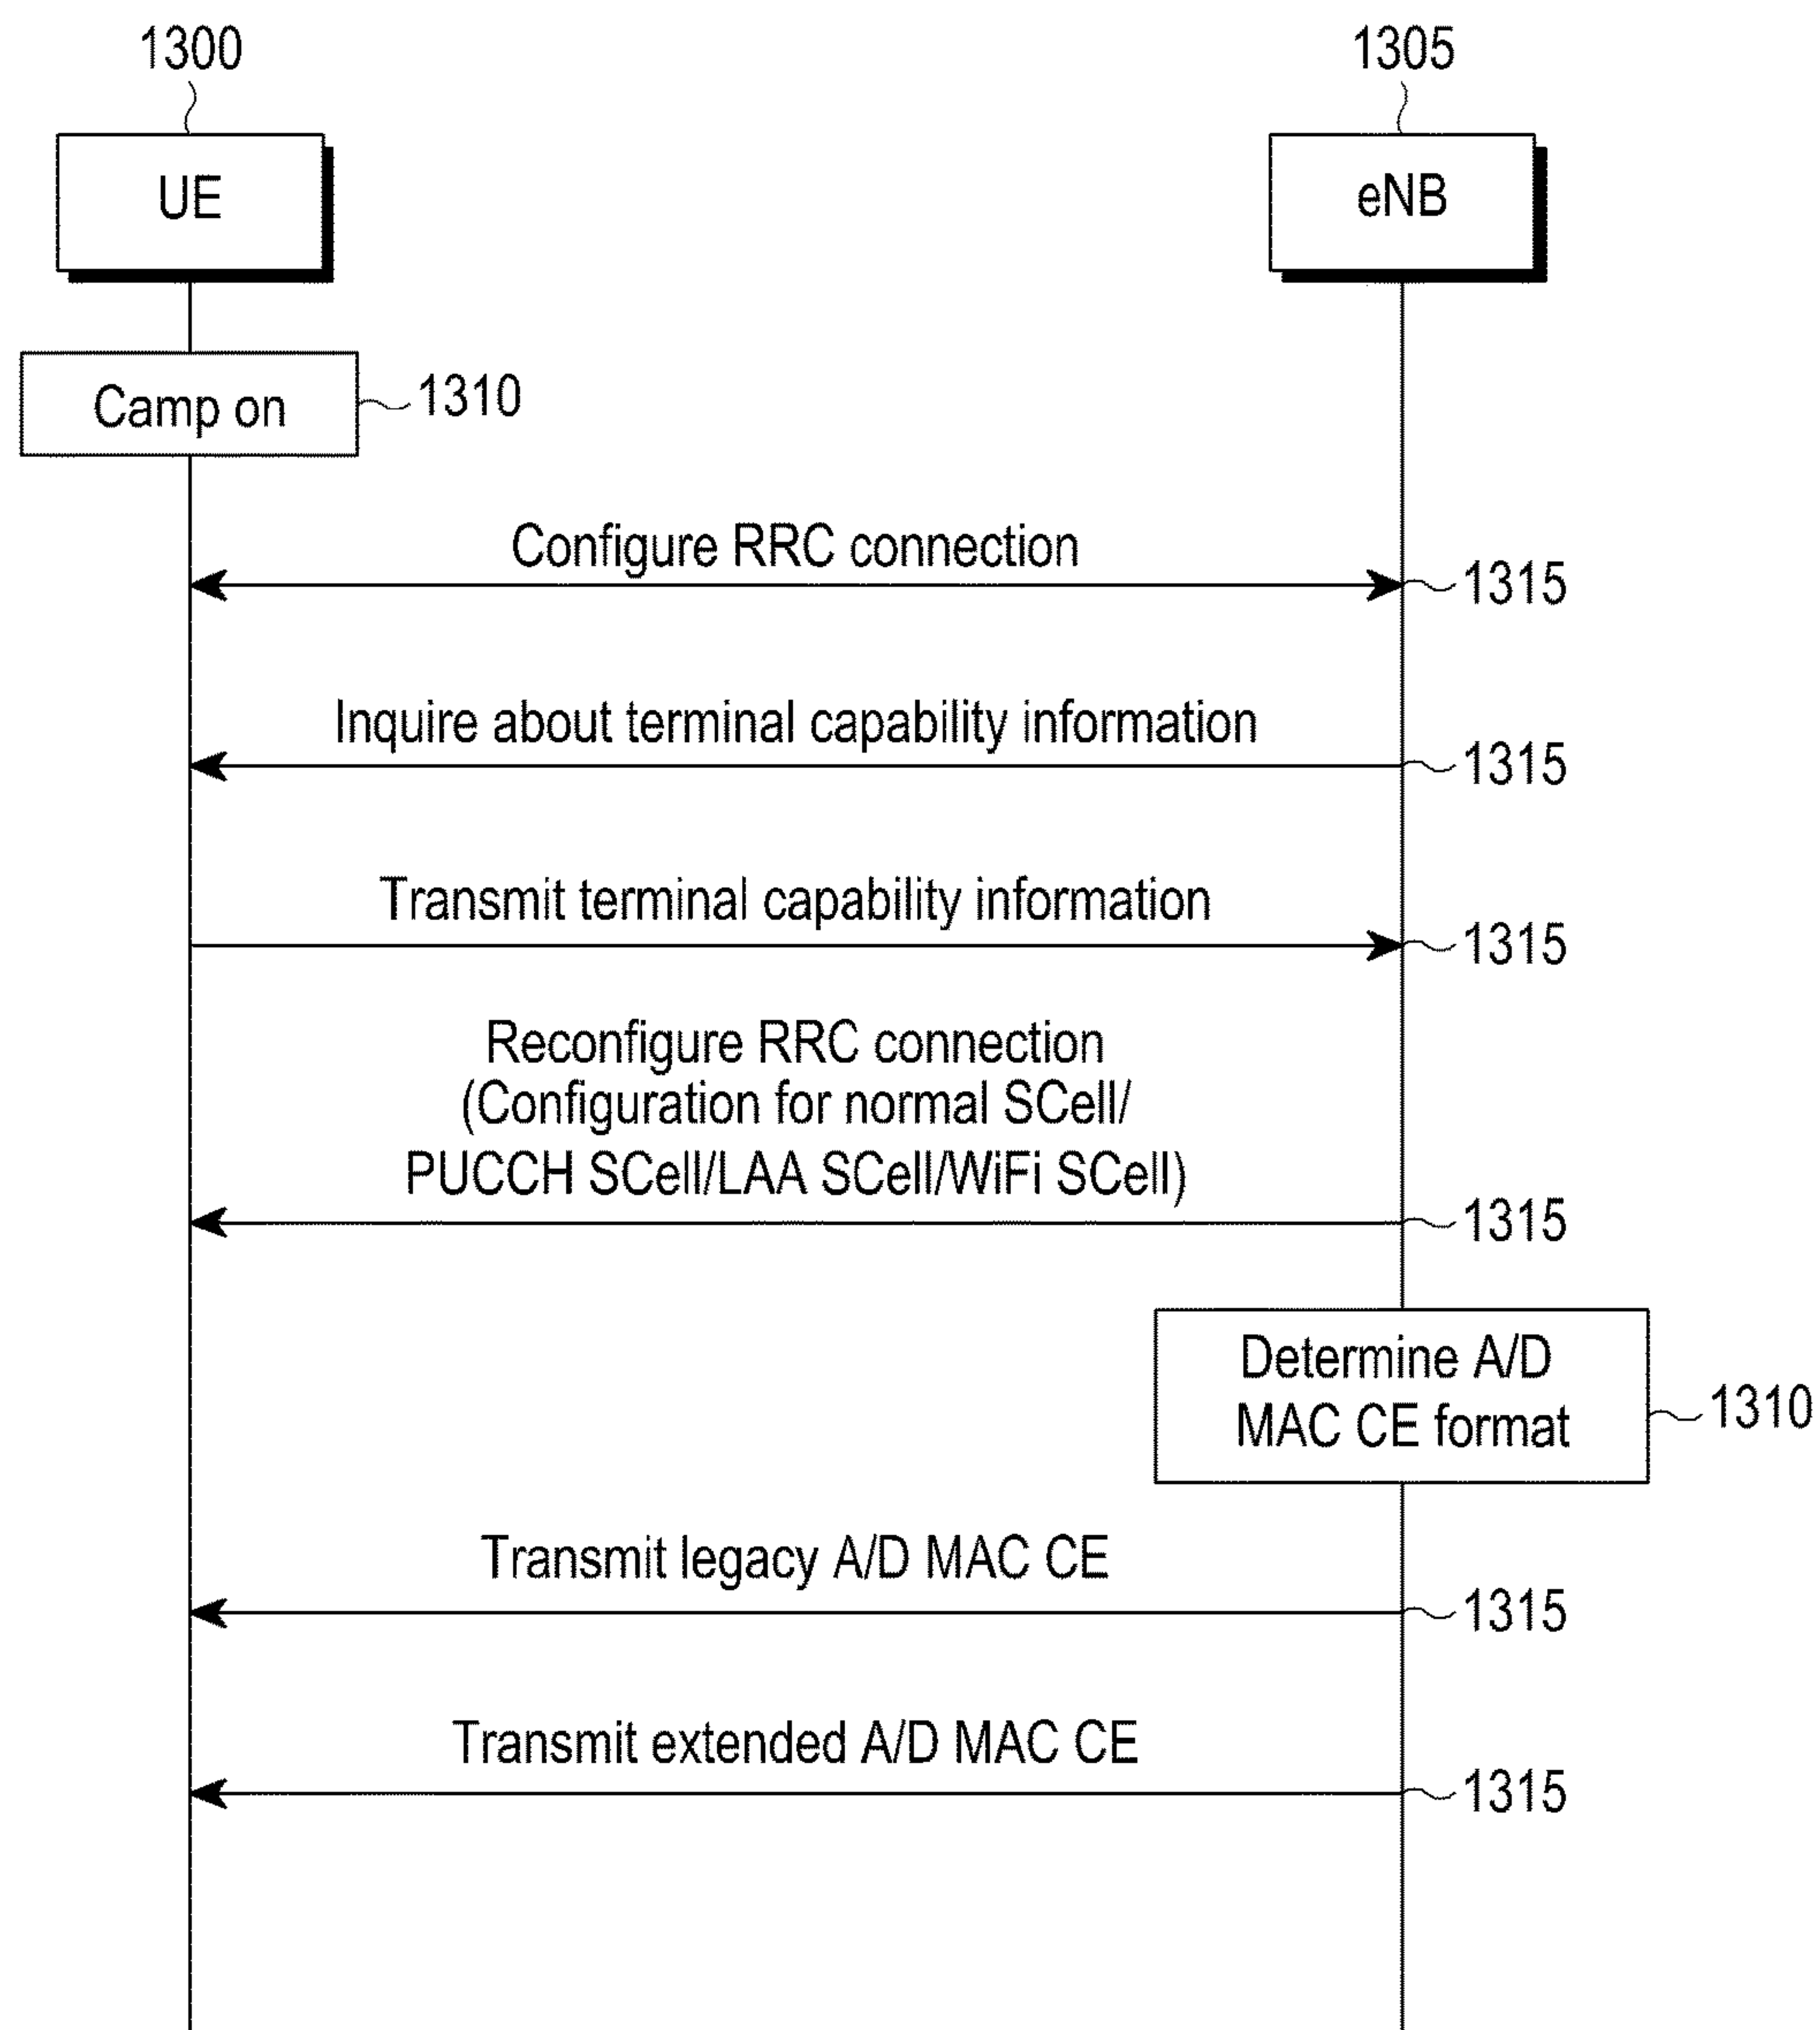 1300
1305
UE
eNB
Camp on
1310
Configure RRC connection
1315
Inquire about terminal capability information
1315
Transmit terminal capability information
1315
Reconfigure RRC connection
(Configuration for normal SCell/
PUCCH SCell/LAA SCell/WiFi SCell)
1315
Determine A/D
MAC CE format
1310
Transmit legacy A/D MAC CE
1315
Transmit extended A/D MAC CE
1315